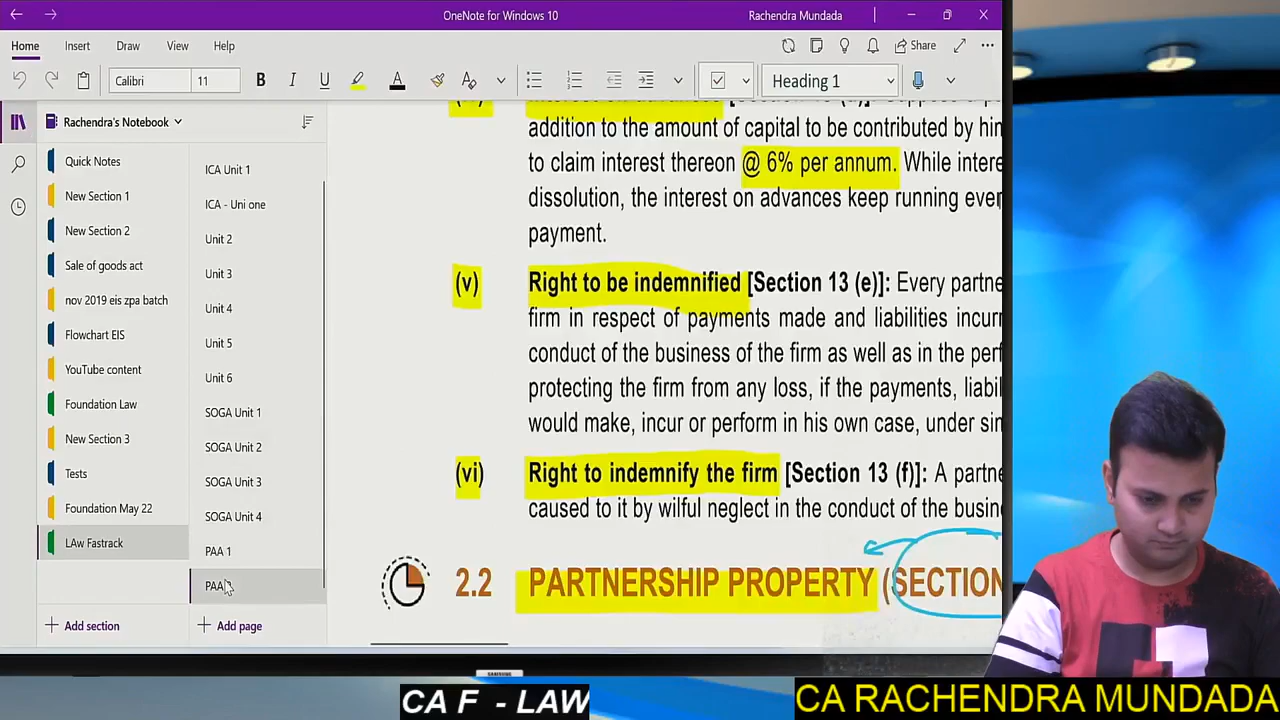 OneNote for Windows 10
Rachendra Mundada
Home
Insert
Draw
View
Help
Share
Calibri
11
B
I
U
A
Heading 1
Rachendra's Notebook
Quick Notes
New Section 1
New Section 2
Sale of goods act
nov 2019 eis zpa batch
Flowchart EIS
YouTube content
Foundation Law
New Section 3
Tests
Foundation May 22
LAw Fastrack
Add section
ICA Unit 1
ICA - Uni one
Unit 2
Unit 3
Unit 4
Unit 5
Unit 6
SOGA Unit 1
SOGA Unit 2
SOGA Unit 3
SOGA Unit 4
PAA 1
PAA
Add page
addition to the amount of capital to be contributed by him
to claim interest thereon @ 6% per annum. While intere
dissolution, the interest on advances keep running even
payment.
(v) Right to be indemnified [Section 13 (e)]: Every partne
firm in respect of payments made and liabilities incurr
conduct of the business of the firm as well as in the perf
protecting the firm from any loss, if the payments, liabil
would make, incur or perform in his own case, under sim
(vi) Right to indemnify the firm [Section 13 (f)]: A partne
caused to it by wilful neglect in the conduct of the busin
2.2 PARTNERSHIP PROPERTY (SECTION
SAMSUNG
CA F - LAW
CA RACHENDRA MUNDADA